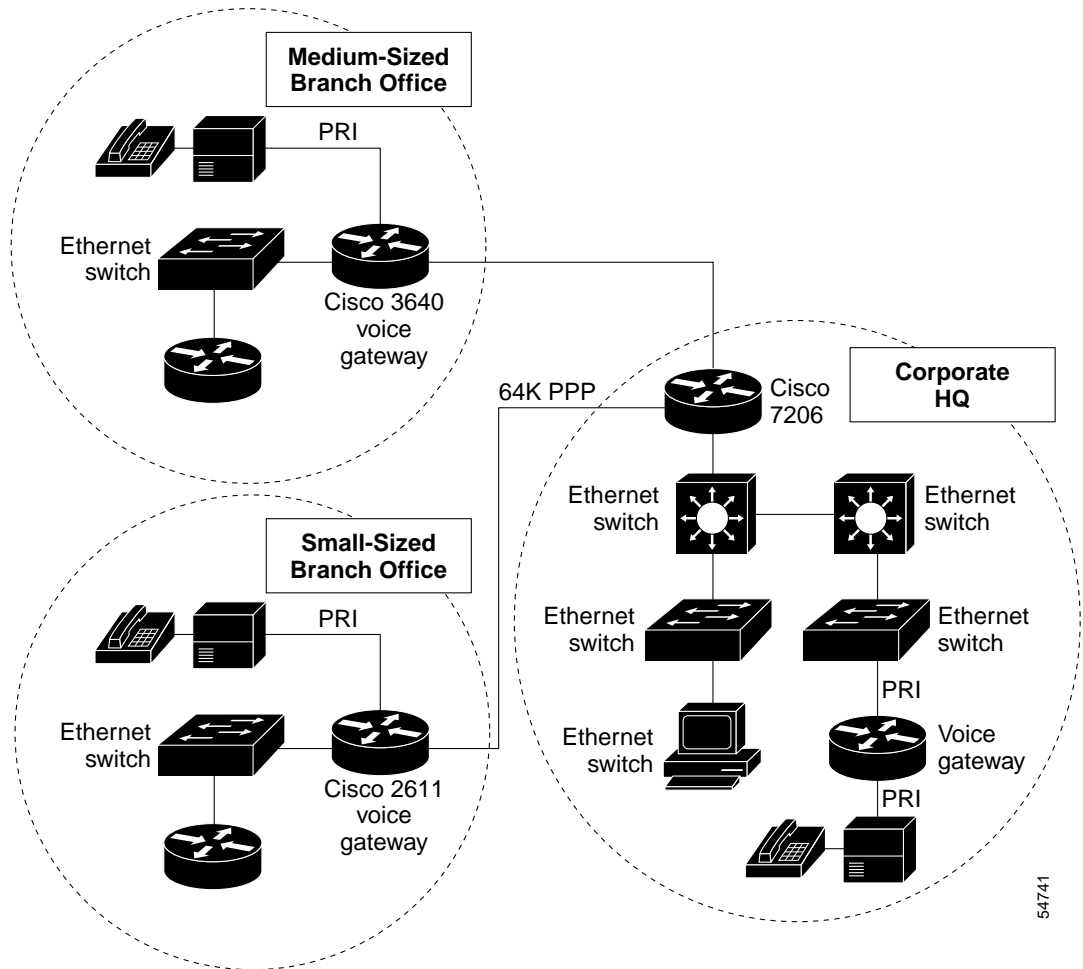 Medium-Sized
Branch Office
PRI
Ethernet
switch
Cisco 3640
voice
gateway
64K PPP
Cisco
7206
Corporate
HQ
Ethernet
switch
Ethernet
switch
Small-Sized
Branch Office
PRI
Ethernet
switch
Ethernet
switch
PRI
Ethernet
switch
Cisco 2611
voice
gateway
Ethernet
switch
Voice
gateway
PRI
54741